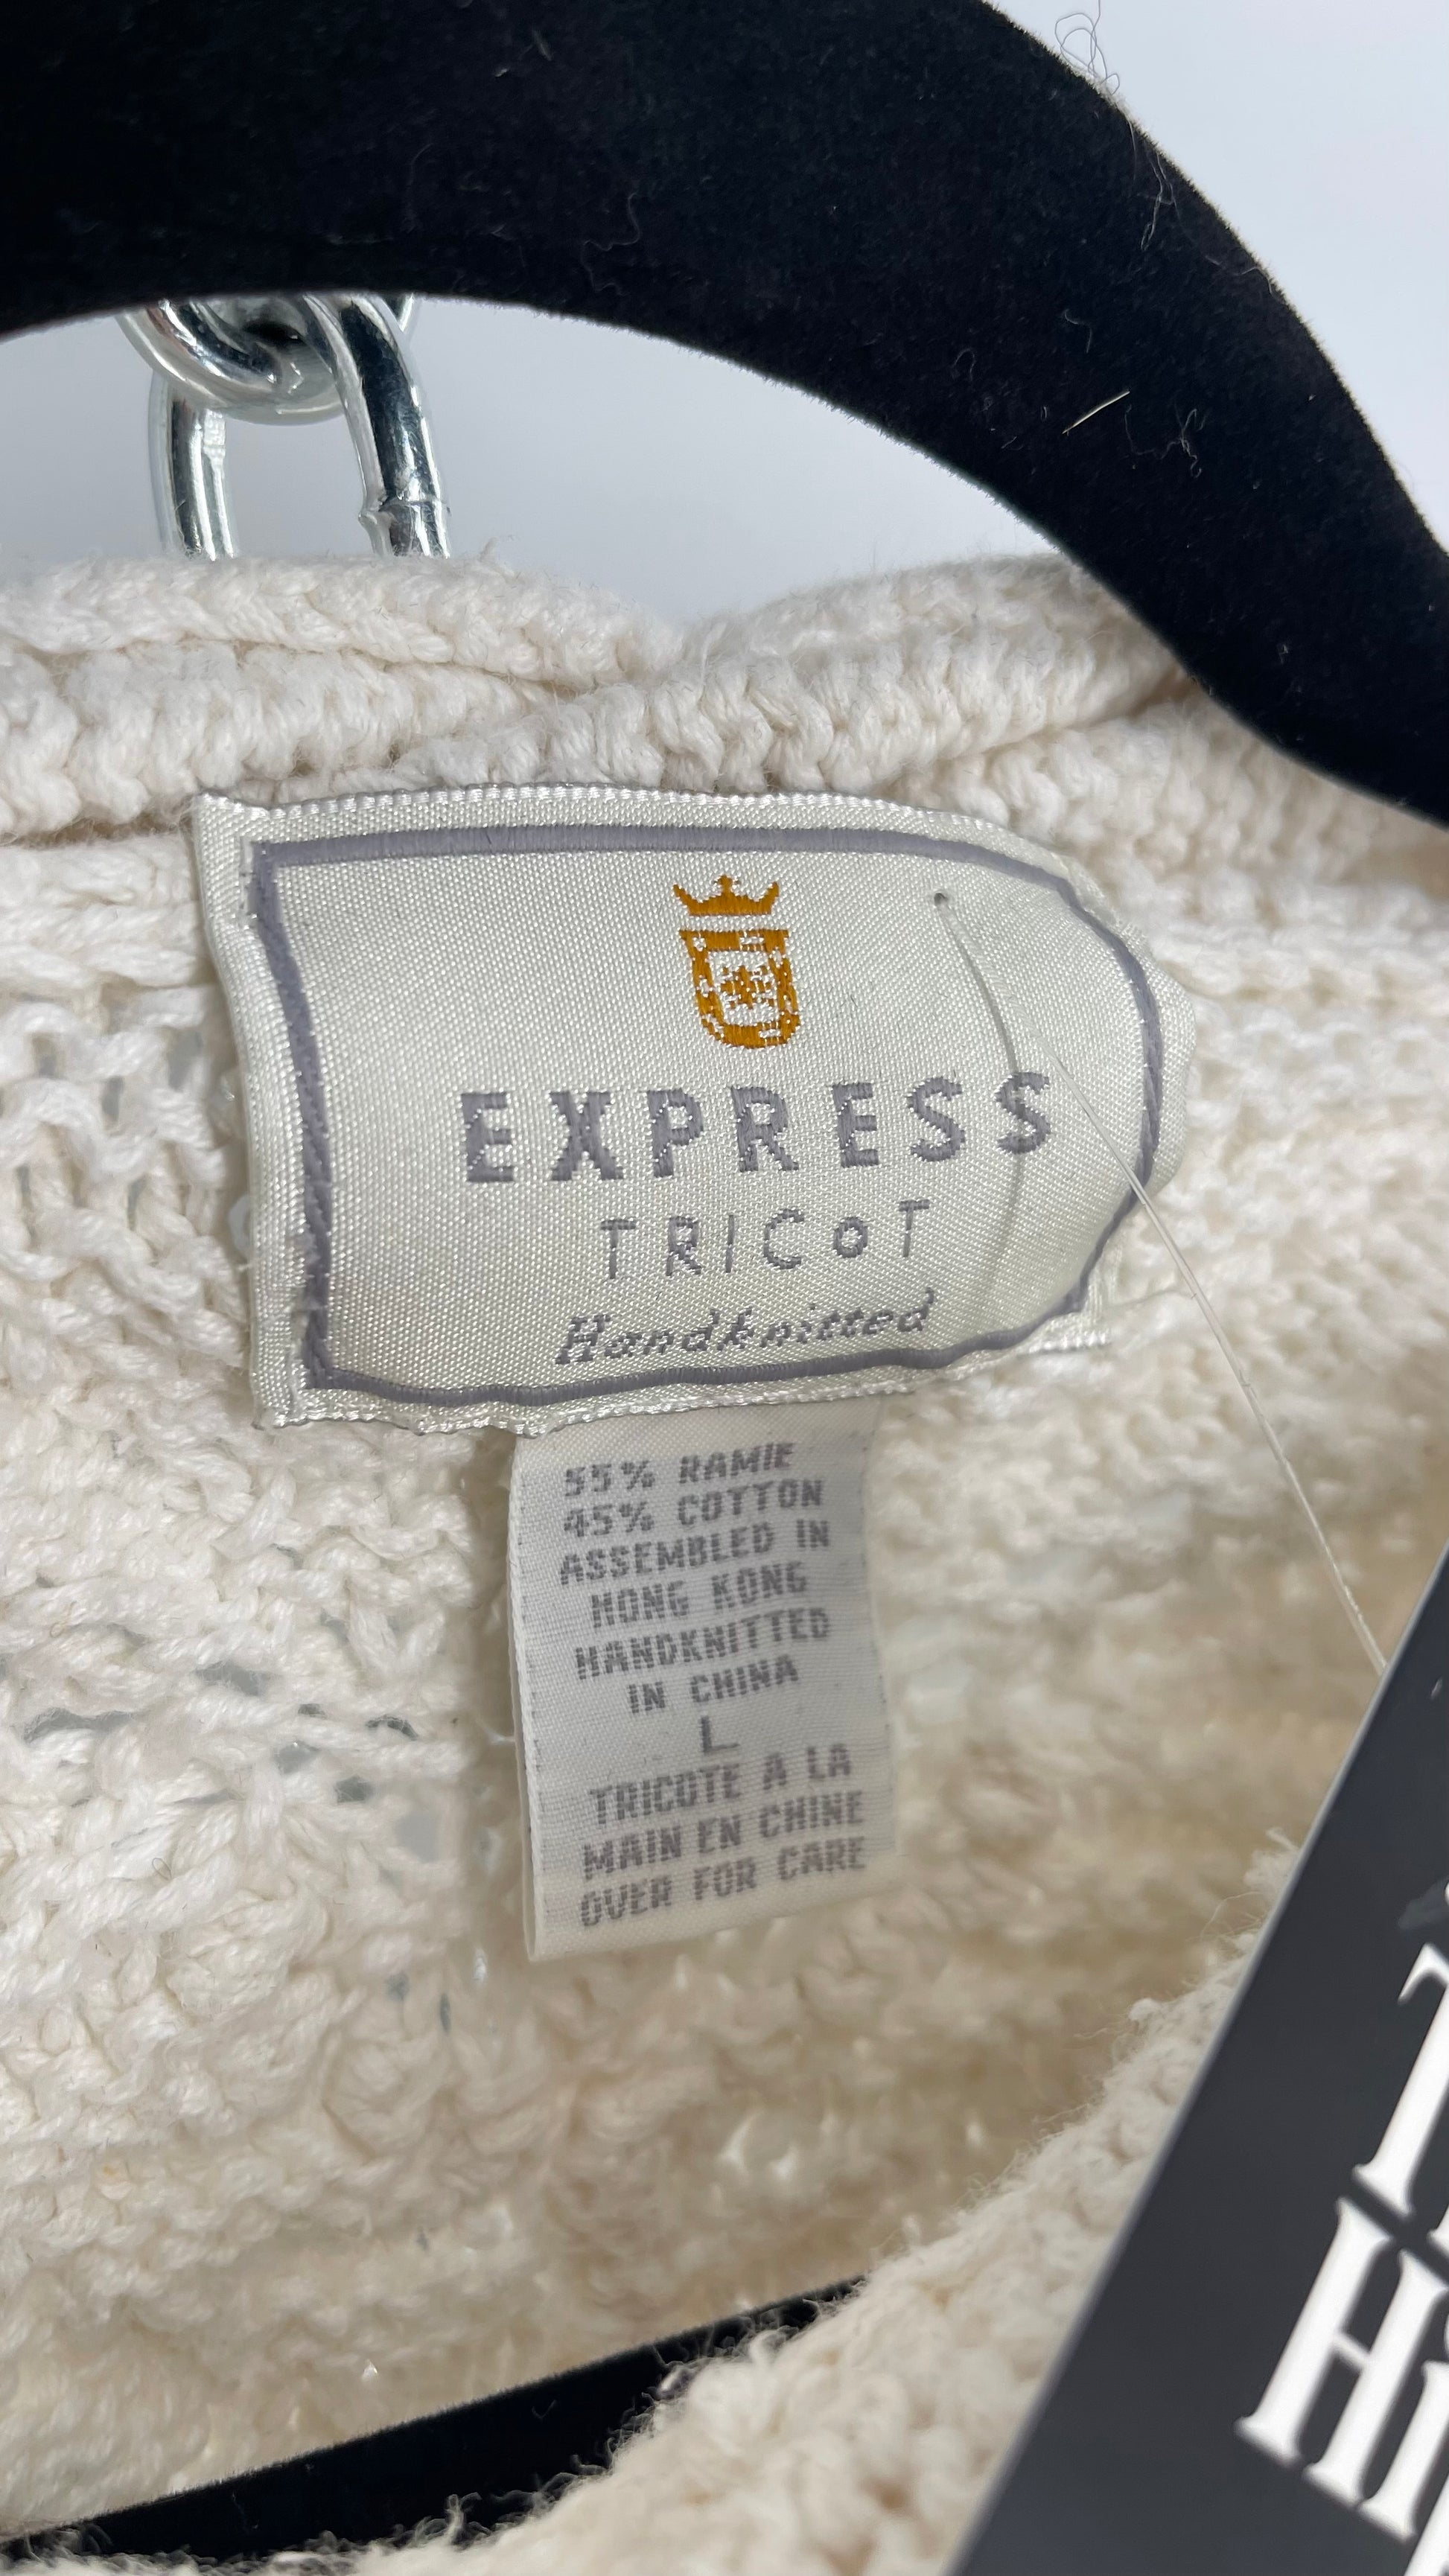 EXPRESS
TRICOT
Handknitted
55% RAMIE
45% COTTON
ASSEMBLED IN
HONG KONG
HANDKNITTED
IN CHINA
L
TRICOTE A LA
MAIN EN CHINE
OVER FOR CARE